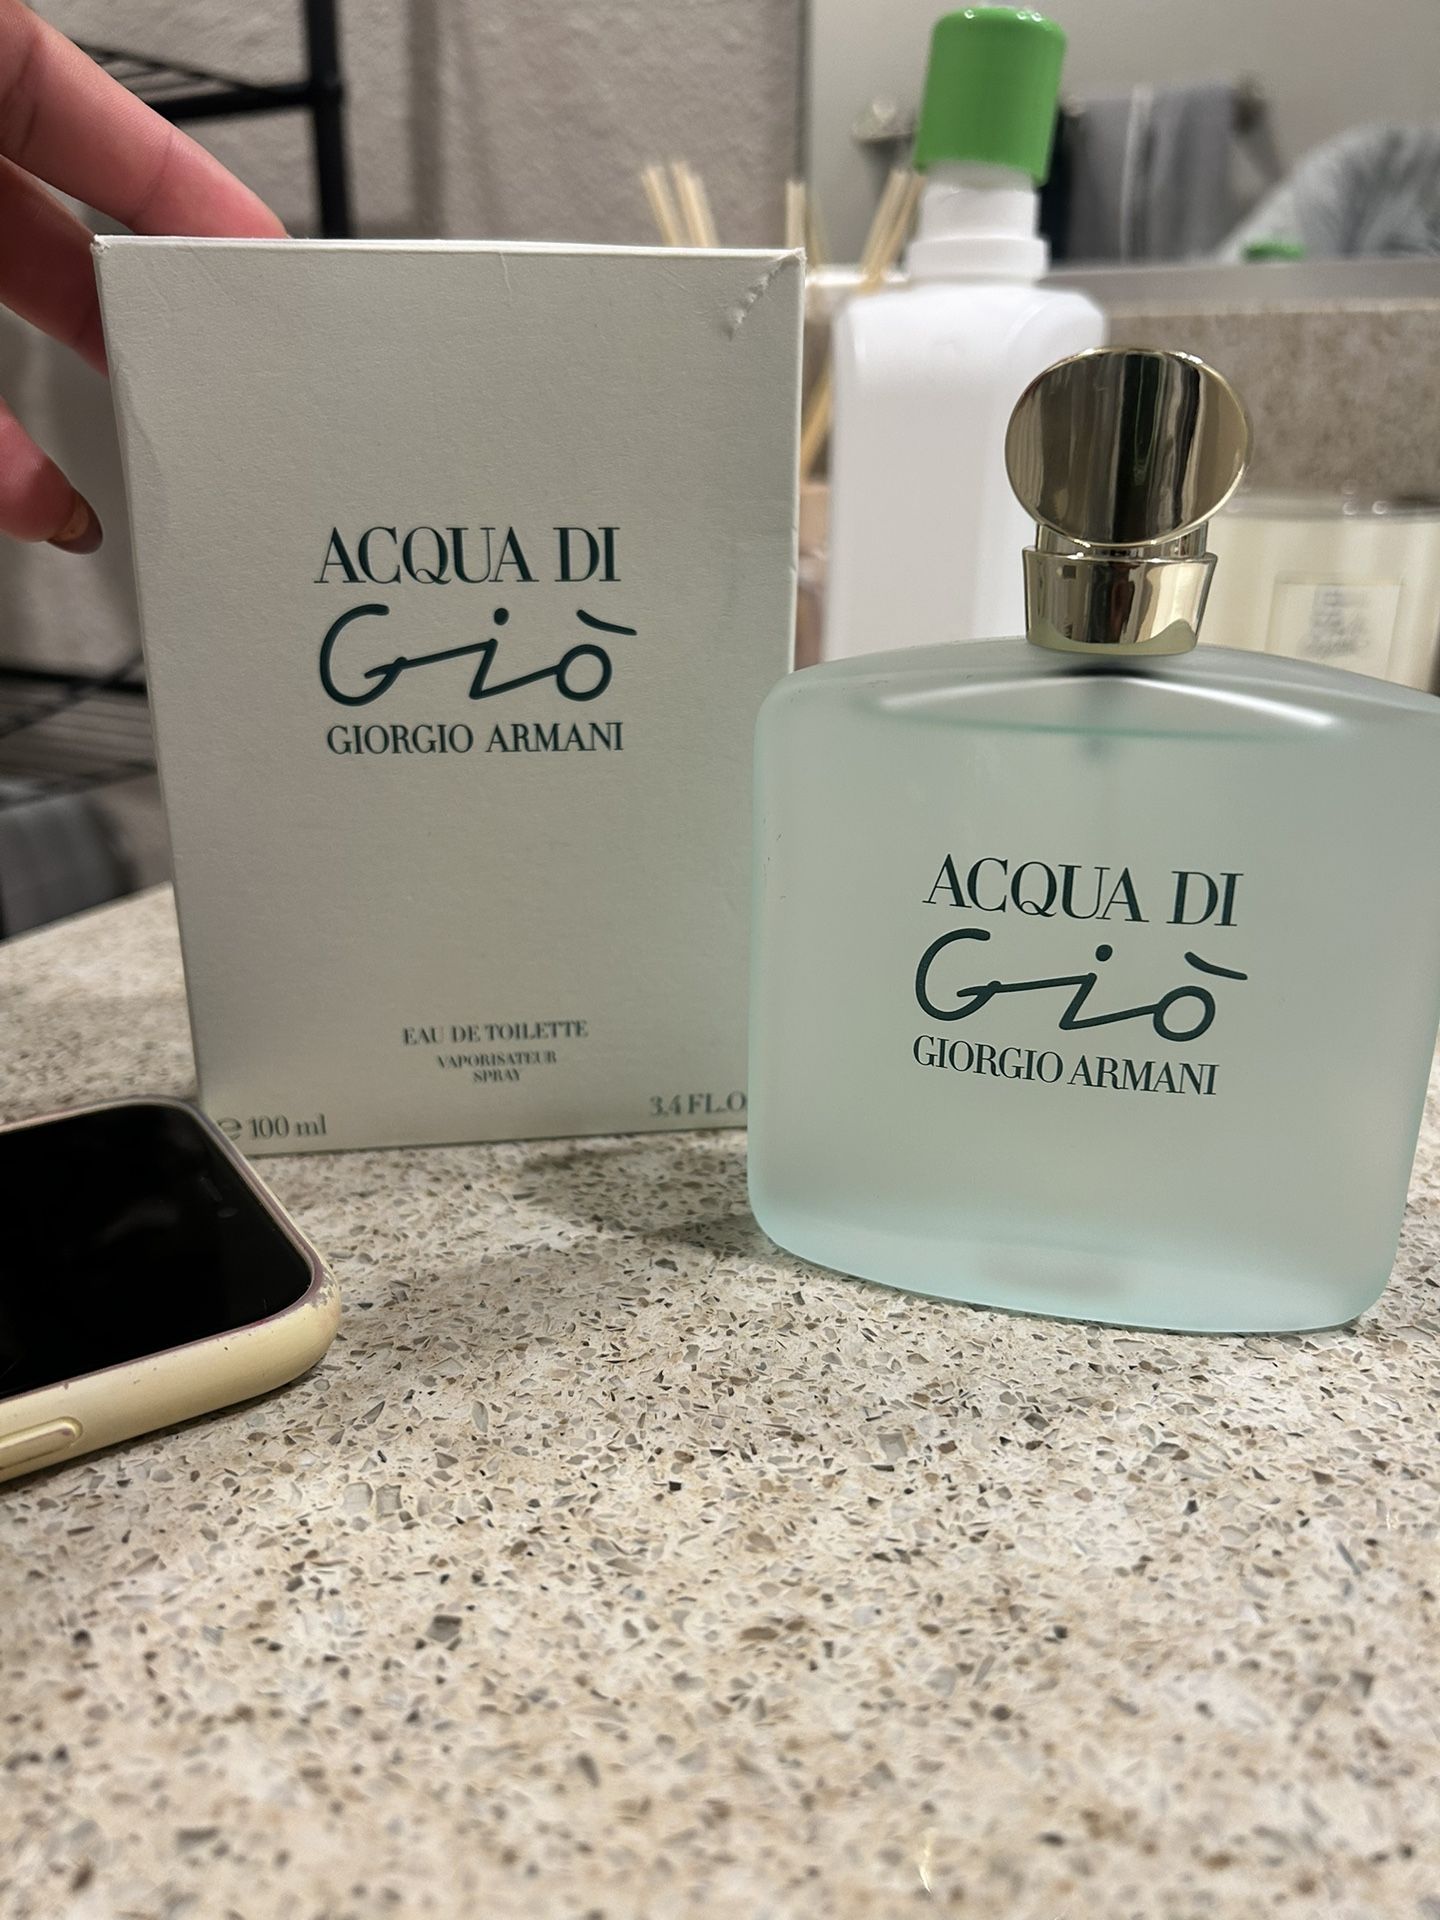 ACQUA DI
Giò
GIORGIO ARMANI
EAU DE TOILETTE
VAPORISATEUR
SPRAY
e 100 ml
3.4 FL.O
ACQUA DI
Giò
GIORGIO ARMANI